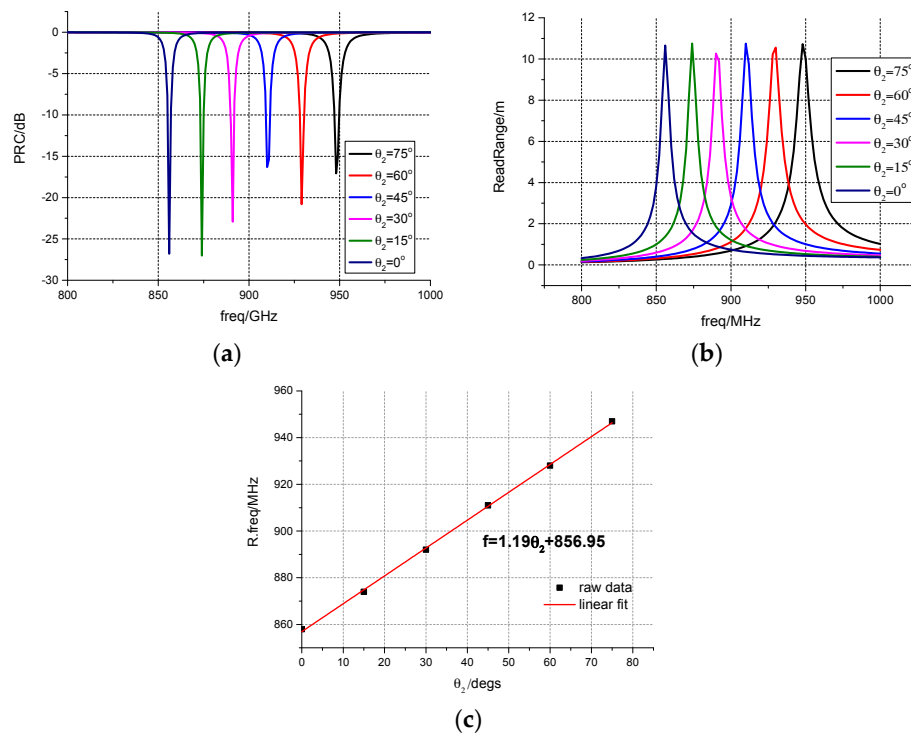 0
-5
-10
-15
-20
-25
-30
PRC/dB
800
850
900
950
1000
freq/GHz
θ₂=75°
θ₂=60°
θ₂=45°
θ₂=30°
θ₂=15°
θ₂=0°
(a)
10
8
6
4
2
0
ReadRange/m
800
850
900
950
1000
freq/MHz
θ₂=75°
θ₂=60°
θ₂=45°
θ₂=30°
θ₂=15°
θ₂=0°
(b)
960
940
920
900
880
860
R.freq/MHz
f=1.19θ₂+856.95
raw data
linear fit
0
10
20
30
40
50
60
70
80
θ₂/degs
(c)